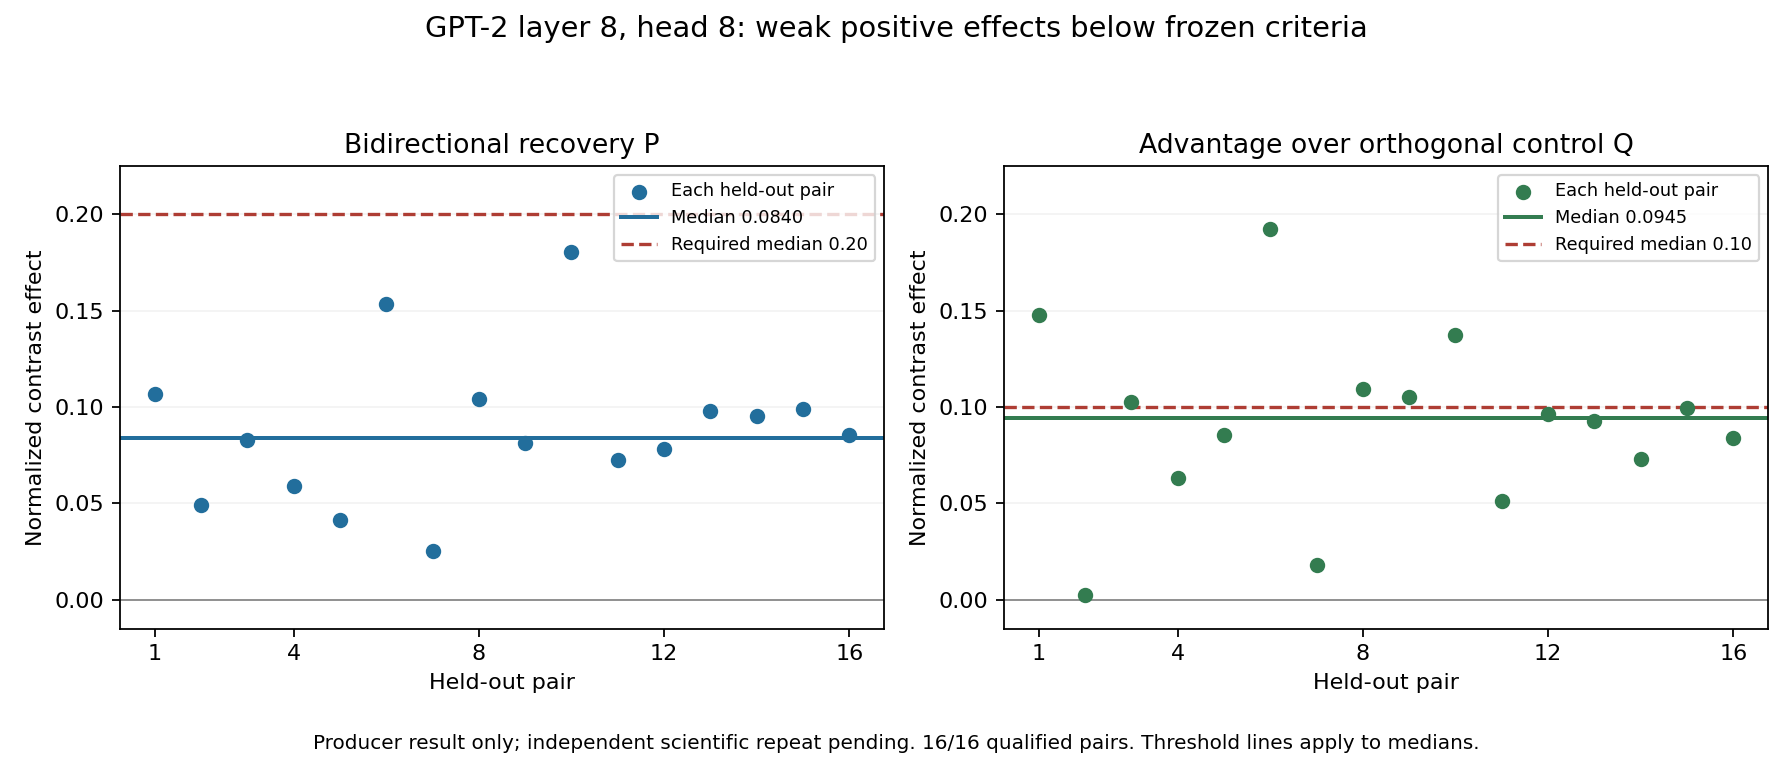 GPT-2 layer 8, head 8: weak positive effects below frozen criteria
Bidirectional recovery P
Normalized contrast effect
0.20
0.15
0.10
0.05
0.00
Each held-out pair
Median 0.0840
Required median 0.20
1 4 8 12 16
Held-out pair
Advantage over orthogonal control Q
Normalized contrast effect
0.20
0.15
0.10
0.05
0.00
Each held-out pair
Median 0.0945
Required median 0.10
1 4 8 12 16
Held-out pair
Producer result only; independent scientific repeat pending. 16/16 qualified pairs. Threshold lines apply to medians.